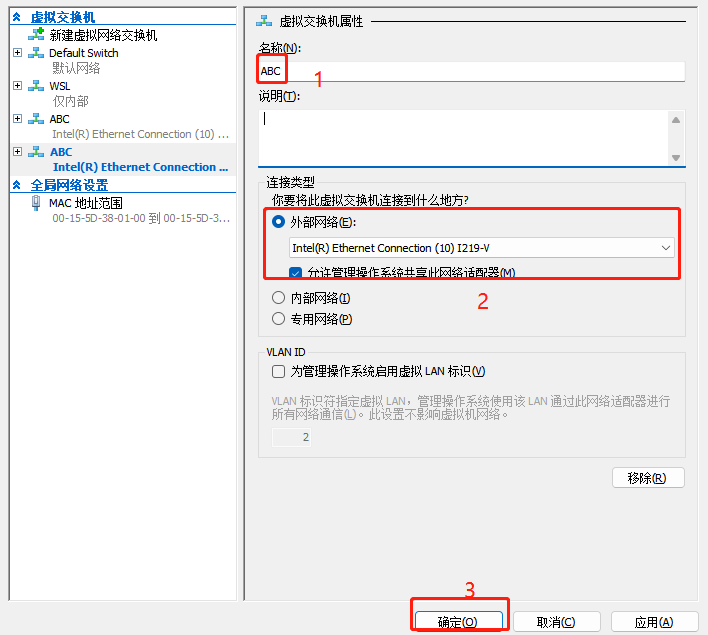 虚拟交换机
新建虚拟网络交换机
Default Switch
默认网络
WSL
仅内部
ABC
Intel(R) Ethernet Connection (10) ...
ABC
Intel(R) Ethernet Connection ...
全局网络设置
MAC 地址范围
00-15-5D-38-01-00 到 00-15-5D-3...
虚拟交换机属性
名称(N):
ABC
1
说明(T):
连接类型
你要将此虚拟交换机连接到什么地方?
外部网络(E):
Intel(R) Ethernet Connection (10) I219-V
允许管理操作系统共享此网络适配器(M)
2
内部网络(I)
专用网络(P)
VLAN ID
为管理操作系统启用虚拟 LAN 标识(V)
VLAN 标识符指定虚拟 LAN，管理操作系统使用该 LAN 通过此网络适配器进行
所有网络通信(L)。此设置不影响虚拟机网络。
2
移除(R)
3
确定(O)
取消(C)
应用(A)